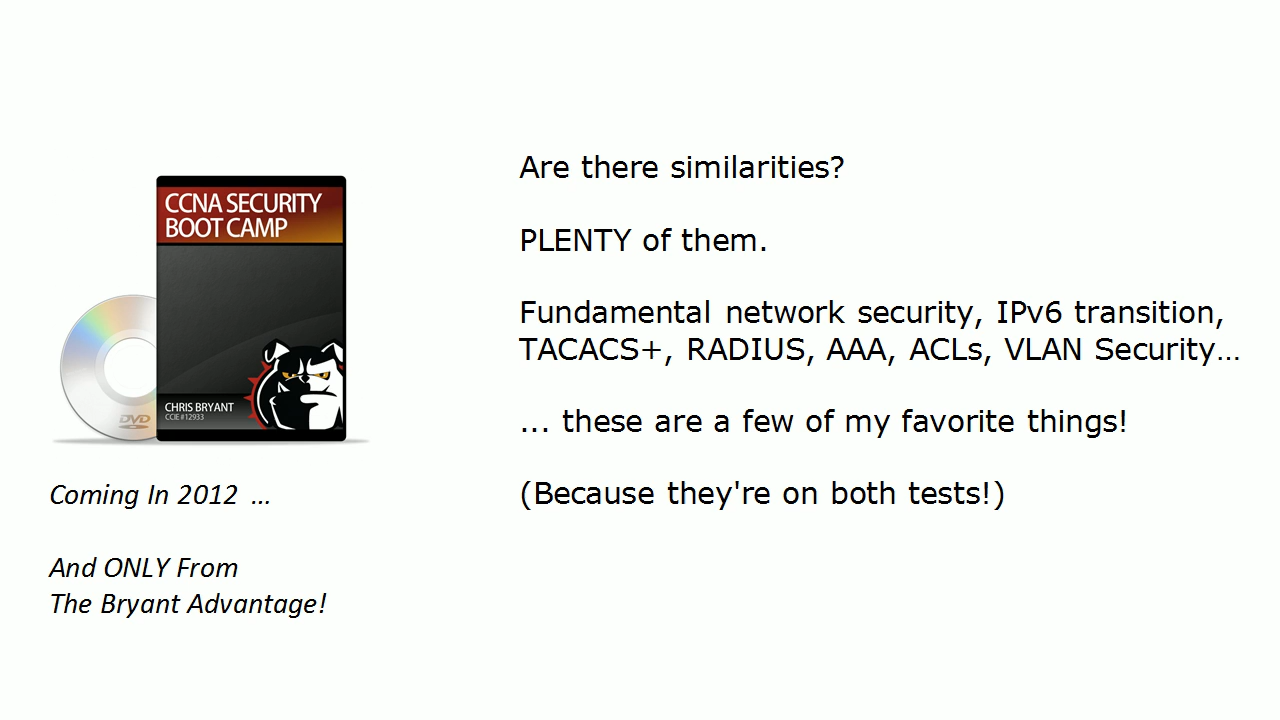 CCNA SECURITY
BOOT CAMP
CHRIS BRYANT
CCIE #12933
DVD
Coming In 2012 ...
And ONLY From
The Bryant Advantage!
Are there similarities?
PLENTY of them.
Fundamental network security, IPv6 transition,
TACACS+, RADIUS, AAA, ACLs, VLAN Security...
... these are a few of my favorite things!
(Because they're on both tests!)